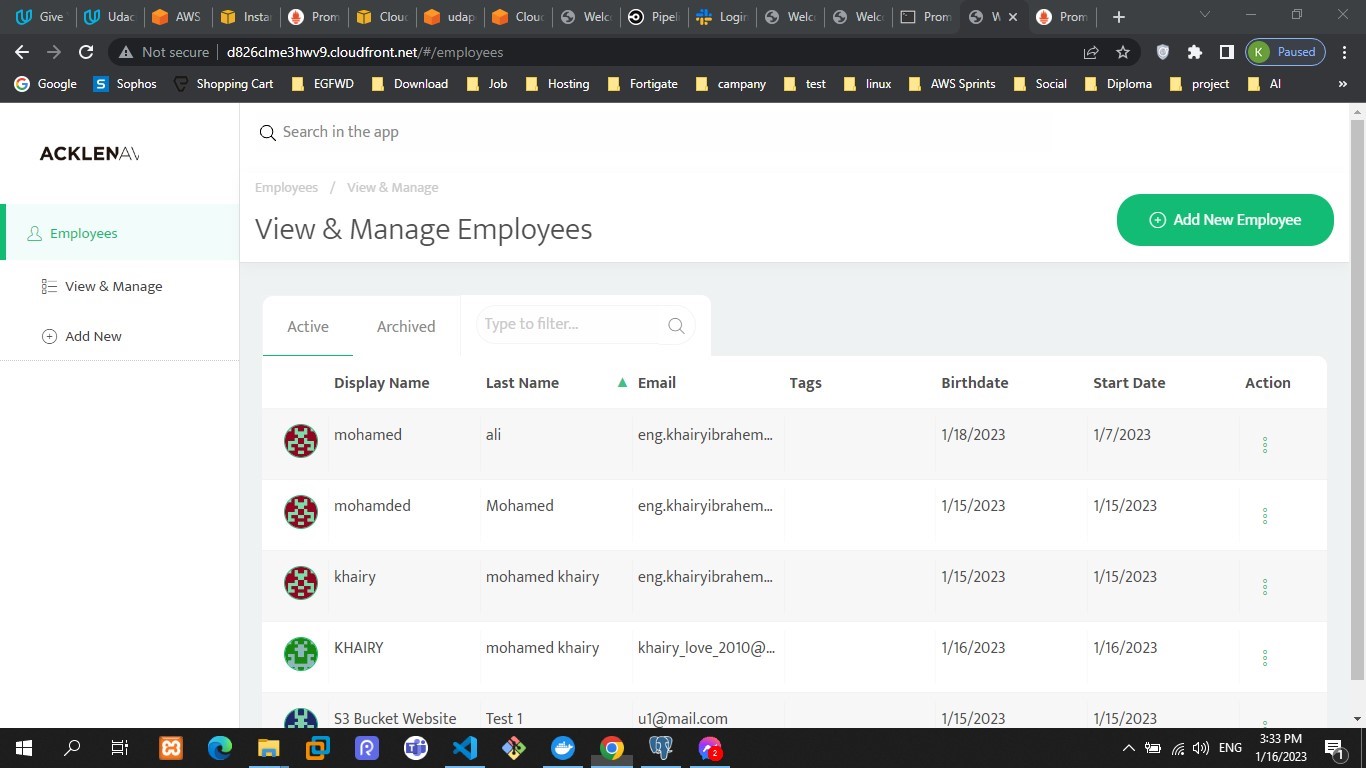 Give
Udac
AWS
Insta
Prom
Clou
udap
Clou
Welc
Pipeli
Login
Welc
Welc
Prom
W
Prom
Not secure d826clme3hwv9.cloudfront.net/#/employees
K Paused
Google Sophos Shopping Cart EGFWD Download Job Hosting Fortigate campany test linux AWS Sprints Social Diploma project AI »
ACKLENAV
Search in the app
Employees / View & Manage
View & Manage Employees
Add New Employee
Employees
View & Manage
Add New
Active Archived Type to filter...
Display Name Last Name Email Tags Birthdate Start Date Action
mohamed ali eng.khairyibrahem... 1/18/2023 1/7/2023
mohamded Mohamed eng.khairyibrahem... 1/15/2023 1/15/2023
khairy mohamed khairy eng.khairyibrahem... 1/15/2023 1/15/2023
KHAIRY mohamed khairy khairy_love_2010@... 1/16/2023 1/16/2023
S3 Bucket Website Test 1 u1@mail.com 1/15/2023 1/15/2023
2
ENG
3:33 PM
1/16/2023
1